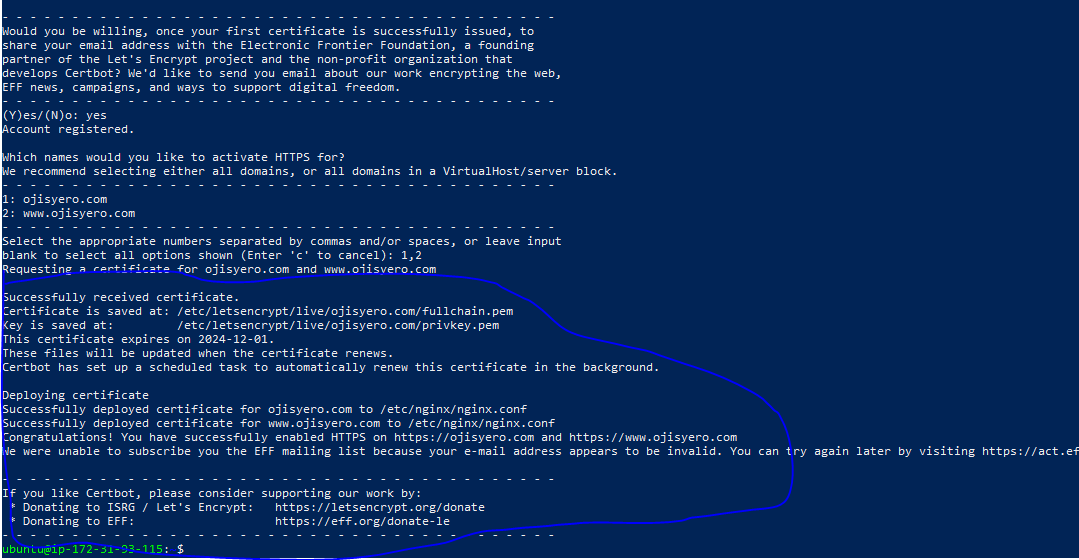 - - - - - - - - - - - - - - - - - - - - - - - - - - - - - - - - - - - - - - - -
Would you be willing, once your first certificate is successfully issued, to
share your email address with the Electronic Frontier Foundation, a founding
partner of the Let's Encrypt project and the non-profit organization that
develops Certbot? We'd like to send you email about our work encrypting the web,
EFF news, campaigns, and ways to support digital freedom.
- - - - - - - - - - - - - - - - - - - - - - - - - - - - - - - - - - - - - - - -
(Y)es/(N)o: yes
Account registered.
Which names would you like to activate HTTPS for?
We recommend selecting either all domains, or all domains in a VirtualHost/server block.
- - - - - - - - - - - - - - - - - - - - - - - - - - - - - - - - - - - - - - - -
1: ojisyero.com
2: www.ojisyero.com
- - - - - - - - - - - - - - - - - - - - - - - - - - - - - - - - - - - - - - - -
Select the appropriate numbers separated by commas and/or spaces, or leave input
blank to select all options shown (Enter 'c' to cancel): 1,2
Requesting a certificate for ojisyero.com and www.ojisyero.com
Successfully received certificate.
Certificate is saved at: /etc/letsencrypt/live/ojisyero.com/fullchain.pem
Key is saved at: /etc/letsencrypt/live/ojisyero.com/privkey.pem
This certificate expires on 2024-12-01.
These files will be updated when the certificate renews.
Certbot has set up a scheduled task to automatically renew this certificate in the background.
Deploying certificate
Successfully deployed certificate for ojisyero.com to /etc/nginx/nginx.conf
Successfully deployed certificate for www.ojisyero.com to /etc/nginx/nginx.conf
Congratulations! You have successfully enabled HTTPS on https://ojisyero.com and https://www.ojisyero.com
We were unable to subscribe you the EFF mailing list because your e-mail address appears to be invalid. You can try again later by visiting https://act.ef
- - - - - - - - - - - - - - - - - - - - - - - - - - - - - - - - - - - - - - - -
If you like Certbot, please consider supporting our work by:
* Donating to ISRG / Let's Encrypt: https://letsencrypt.org/donate
* Donating to EFF: https://eff.org/donate-le
- - - - - - - - - - - - - - - - - - - - - - - - - - - - - - - - - - - - - - - -
ubuntu@ip-172-31-93-115: $